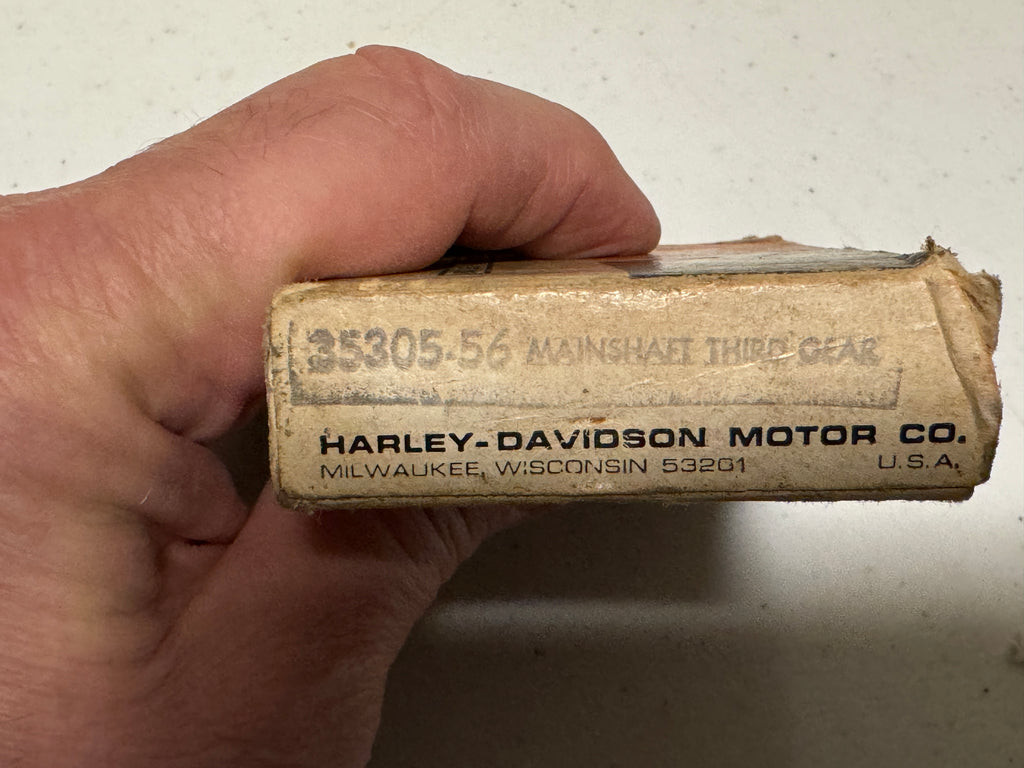 35305-56 MAINSHAFT THIRD GEAR
HARLEY-DAVIDSON MOTOR CO.
MILWAUKEE, WISCONSIN 53201 U.S.A.